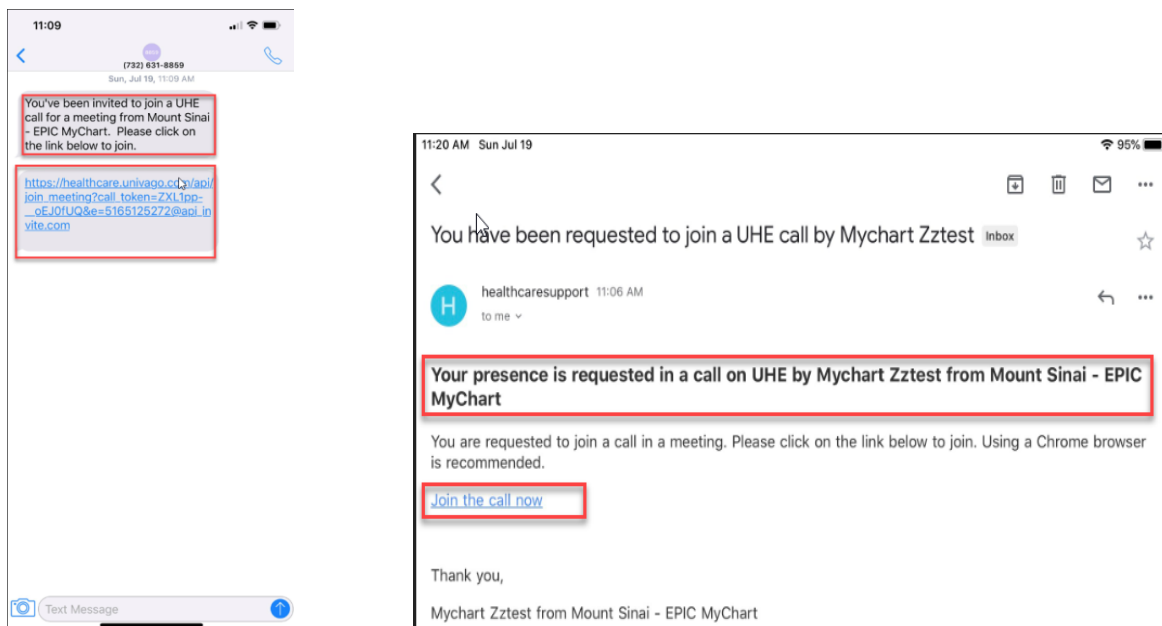 11:09
(732) 631-8859
Sun, Jul 19, 11:09 AM
You've been invited to join a UHE
call for a meeting from Mount Sinai
- EPIC MyChart.  Please click on
the link below to join.
https://healthcare.univago.com/api/
join_meeting?call_token=ZXL1pp-
__oEJ0fUQ&e=5165125272@api_in
vite.com
Text Message
11:20 AM  Sun Jul 19
95%
You have been requested to join a UHE call by Mychart Zztest Inbox
H
healthcaresupport 11:06 AM
to me
Your presence is requested in a call on UHE by Mychart Zztest from Mount Sinai - EPIC
MyChart
You are requested to join a call in a meeting. Please click on the link below to join. Using a Chrome browser
is recommended.
Join the call now
Thank you,
Mychart Zztest from Mount Sinai - EPIC MyChart